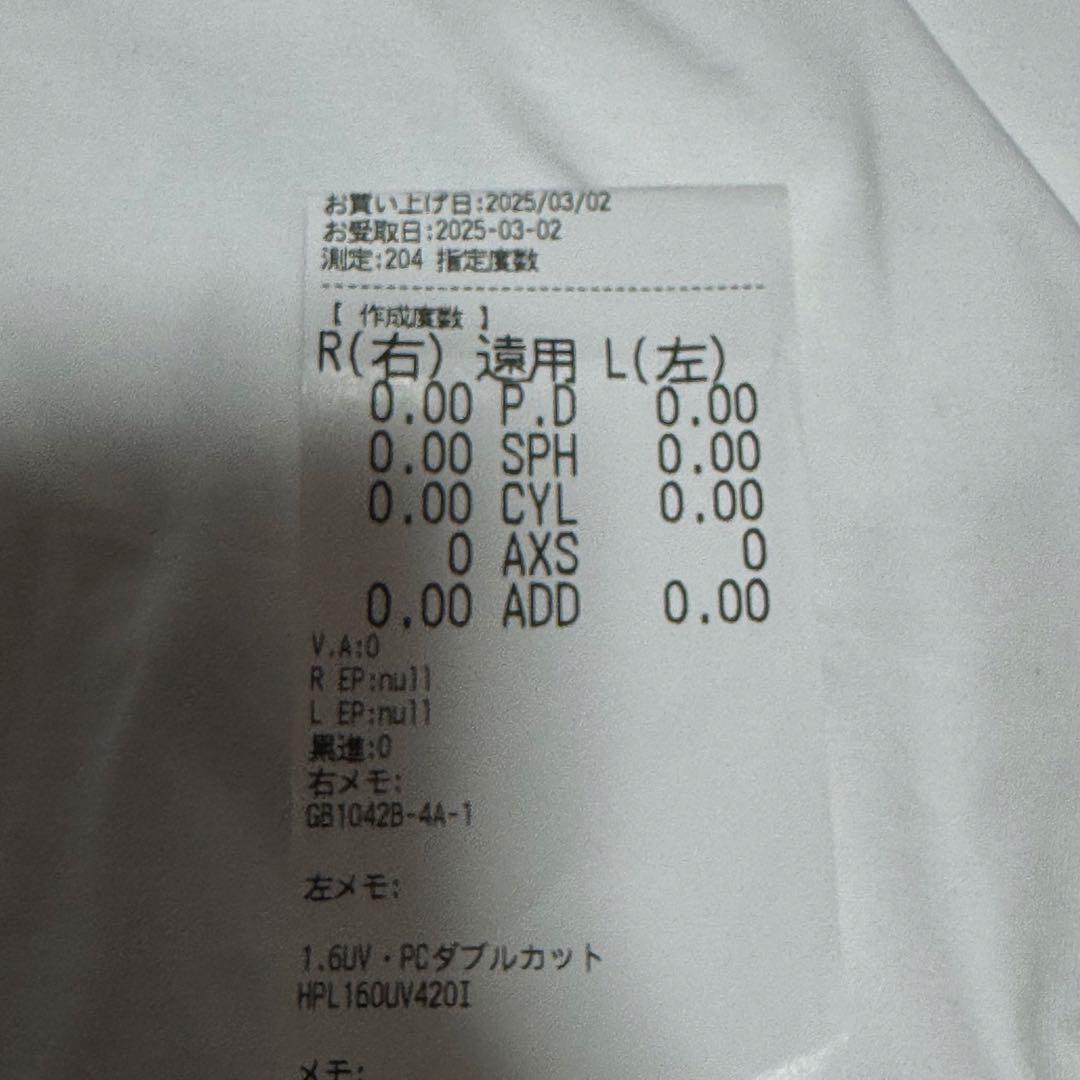 お買い上げ日:2025/03/02
お受取日:2025-03-02
測定:204 指定度数
【 作成度数 】
R(右) 遠用 L(左)
0.00 P.D 0.00
0.00 SPH 0.00
0.00 CYL 0.00
0 AXS 0
0.00 ADD 0.00
V.A:0
R EP:null
L EP:null
累進:0
右メモ:
GB1042B-4A-1
左メモ:
1.6UV・PCダブルカット
HPL160UV420I
メモ: